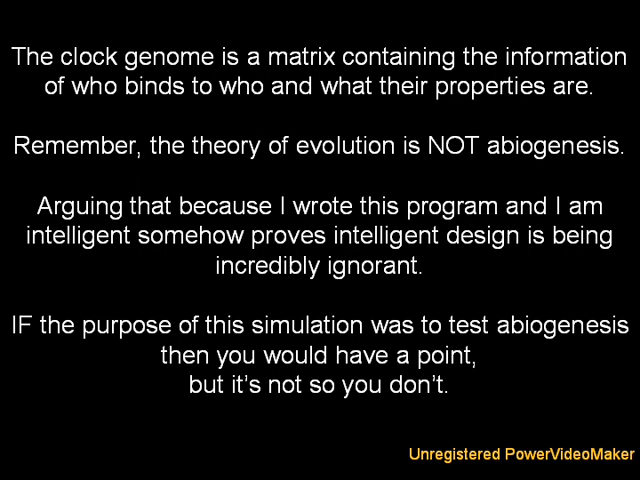 The clock genome is a matrix containing the information
of who binds to who and what their properties are.
Remember, the theory of evolution is NOT abiogenesis.
Arguing that because I wrote this program and I am
intelligent somehow proves intelligent design is being
incredibly ignorant.
IF the purpose of this simulation was to test abiogenesis
then you would have a point,
but it's not so you don't.
Unregistered PowerVideoMaker